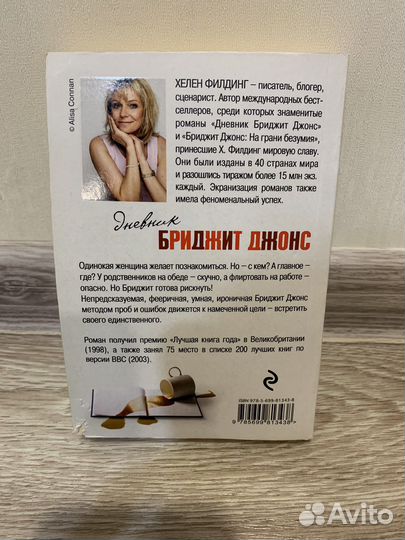 © Alisa Connan
ХЕЛЕН ФИЛДИНГ – писатель, блогер,
сценарист. Автор международных бест-
селлеров, среди которых знаменитые
романы «Дневник Бриджит Джонс»
и «Бриджит Джонс: На грани безумия»,
принесшие Х. Филдинг мировую славу.
Они были изданы в 40 странах мира
и разошлись тиражом более 15 млн экз.
каждый. Экранизация романов также
имела феноменальный успех.
Дневник
БРИДЖИТ ДЖОНС
Одинокая женщина желает познакомиться. Но – с кем? А главное –
где? У родственников на обеде – скучно, а флиртовать на работе –
опасно. Но Бриджит готова рискнуть!
Непредсказуемая, фееричная, умная, ироничная Бриджит Джонс
методом проб и ошибок движется к намеченной цели – встретить
своего единственного.
Роман получил премию «Лучшая книга года» в Великобритании
(1998), а также занял 75 место в списке 200 лучших книг по
версии BBC (2003).
ISBN 978-5-699-81343-8
9 785699 813438 >
Avito